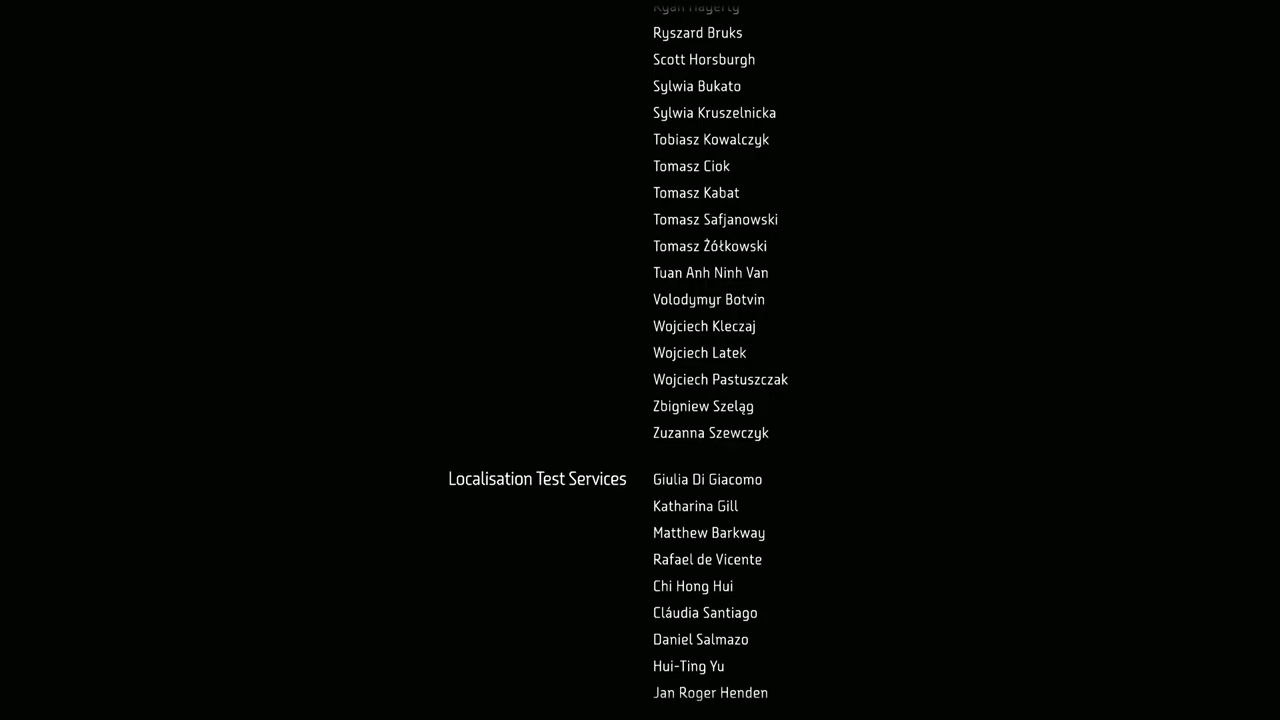 Ryan Hagerty
Ryszard Bruks
Scott Horsburgh
Sylwia Bukato
Sylwia Kruszelnicka
Tobiasz Kowalczyk
Tomasz Ciok
Tomasz Kabat
Tomasz Safjanowski
Tomasz Żółkowski
Tuan Anh Ninh Van
Volodymyr Botvin
Wojciech Kleczaj
Wojciech Latek
Wojciech Pastuszczak
Zbigniew Szeląg
Zuzanna Szewczyk
Localisation Test Services Giulia Di Giacomo
Katharina Gill
Matthew Barkway
Rafael de Vicente
Chi Hong Hui
Cláudia Santiago
Daniel Salmazo
Hui-Ting Yu
Jan Roger Henden